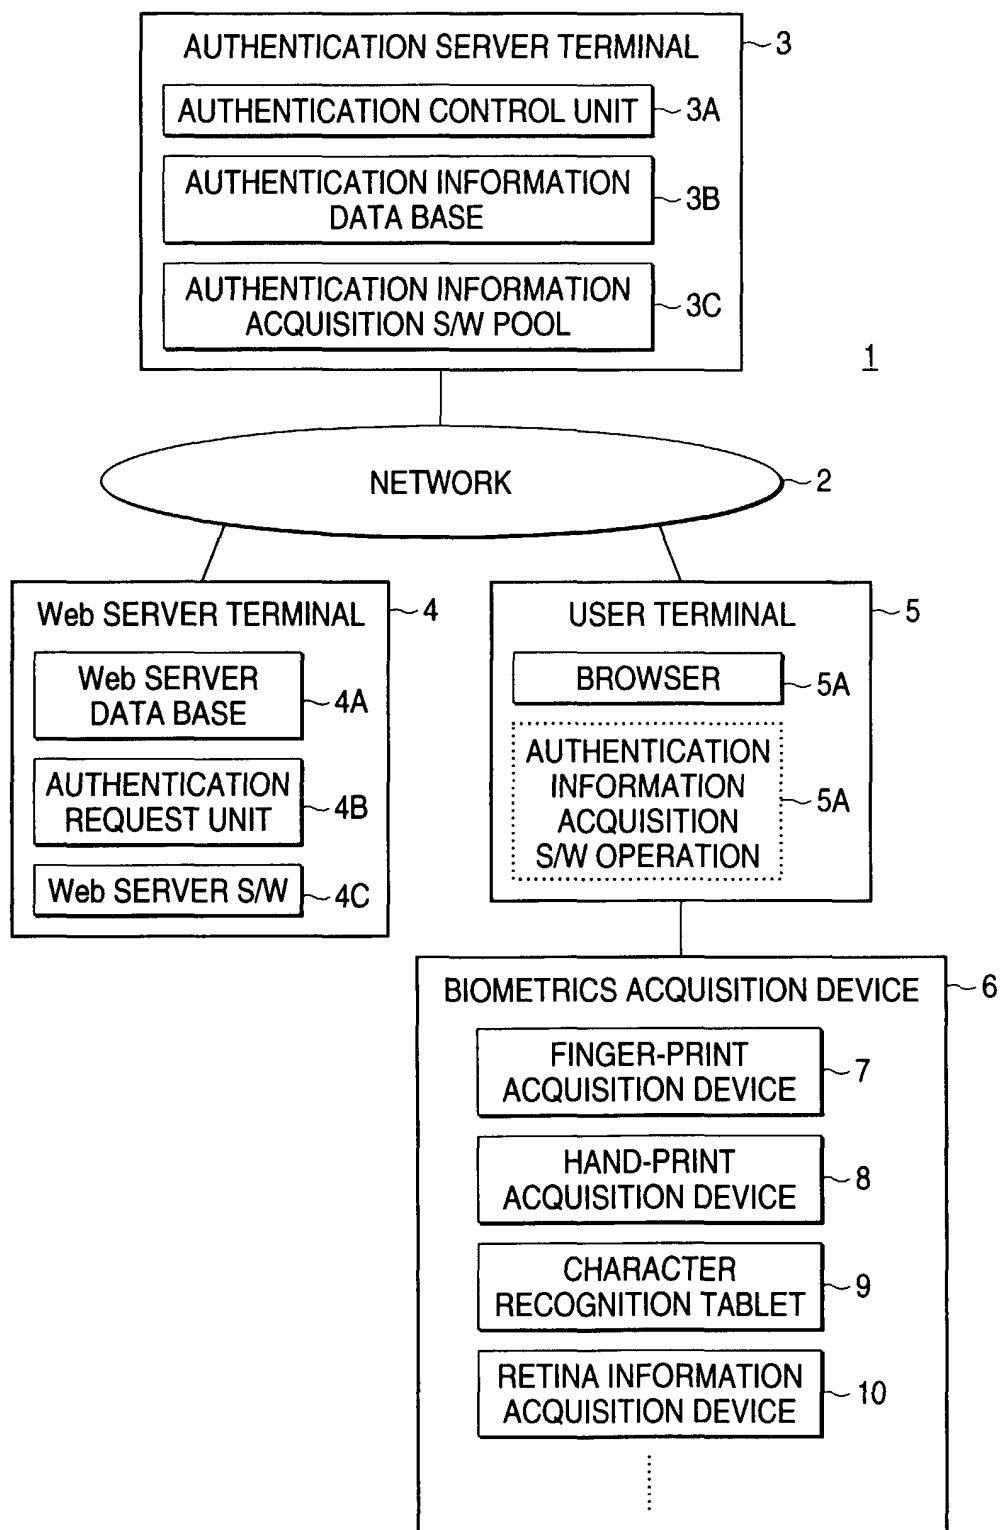 AUTHENTICATION SERVER TERMINAL
3
AUTHENTICATION CONTROL UNIT
3A
AUTHENTICATION INFORMATION
DATA BASE
3B
AUTHENTICATION INFORMATION
ACQUISITION S/W POOL
3C
1
NETWORK
2
Web SERVER TERMINAL
4
Web SERVER
DATA BASE
4A
AUTHENTICATION
REQUEST UNIT
4B
Web SERVER S/W
4C
USER TERMINAL
5
BROWSER
5A
AUTHENTICATION
INFORMATION
ACQUISITION
S/W OPERATION
5A
BIOMETRICS ACQUISITION DEVICE
6
FINGER-PRINT
ACQUISITION DEVICE
7
HAND-PRINT
ACQUISITION DEVICE
8
CHARACTER
RECOGNITION TABLET
9
RETINA INFORMATION
ACQUISITION DEVICE
10